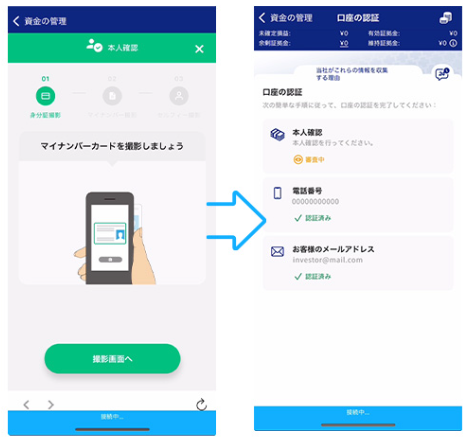 資金の管理
本人確認
01
02
03
身分証撮影
マイナンバーカードを撮影しましょう
撮影画面へ
接続中...
資金の管理
口座の認証
未確定損益:
¥0
有効証拠金:
¥0
余剰証拠金:
¥0
維持証拠金:
¥0
当社がこれらの情報を収集
する理由
口座の認証
次の簡単な手順に従って、口座の認証を完了してください！
本人確認
本人確認を行ってください。
審査中
電話番号
00000000000
認証済み
お客様のメールアドレス
investor@mail.com
認証済み
接続中...